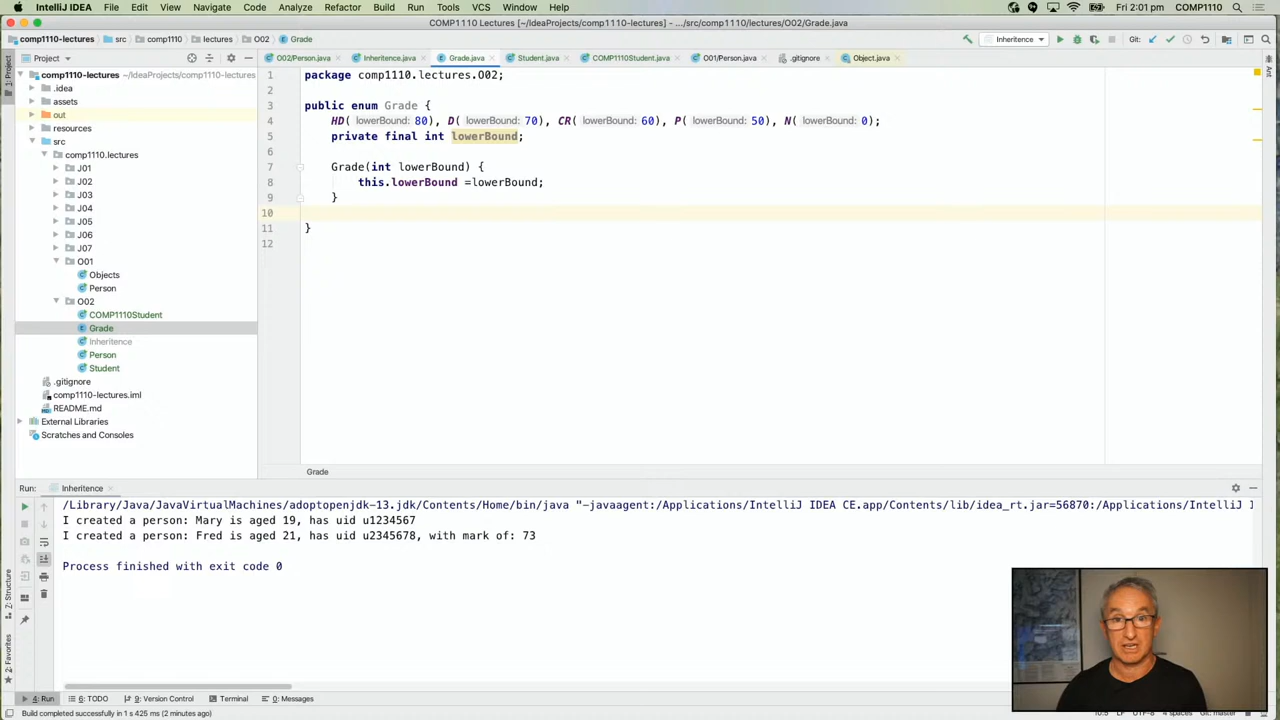 IntelliJ IDEA File Edit View Navigate Code Analyze Refactor Build Run Tools VCS Window Help Fri 2:01 pm COMP1110
COMP1110 Lectures [~/IdeaProjects/comp1110-lectures] - .../src/comp1110/lectures/O02/Grade.java
comp1110-lectures src comp1110 lectures O02 Grade Inheritence Git:
Project O02/Person.java Inheritence.java Grade.java Student.java COMP1110Student.java O01/Person.java .gitignore Object.java
comp1110-lectures ~/IdeaProjects/comp1110-lectures
.idea
assets
out
resources
src
comp1110.lectures
J01
J02
J03
J04
J05
J06
J07
O01
Objects
Person
O02
COMP1110Student
Grade
Inheritence
Person
Student
.gitignore
comp1110-lectures.iml
README.md
External Libraries
Scratches and Consoles
1: Project
Ant
1 package comp1110.lectures.O02;
2
3 public enum Grade {
4 HD( lowerBound: 80), D( lowerBound: 70), CR( lowerBound: 60), P( lowerBound: 50), N( lowerBound: 0);
5 private final int lowerBound;
6
7 Grade(int lowerBound) {
8 this.lowerBound =lowerBound;
9 }
10
11 }
12
Grade
Run: Inheritence
/Library/Java/JavaVirtualMachines/adoptopenjdk-13.jdk/Contents/Home/bin/java "-javaagent:/Applications/IntelliJ IDEA CE.app/Contents/lib/idea_rt.jar=56870:/Applications/IntelliJ I
I created a person: Mary is aged 19, has uid u1234567
I created a person: Fred is aged 21, has uid u2345678, with mark of: 73
Process finished with exit code 0
7: Structure
2: Favorites
4: Run 6: TODO 9: Version Control Terminal 0: Messages
Build completed successfully in 1 s 425 ms (2 minutes ago)